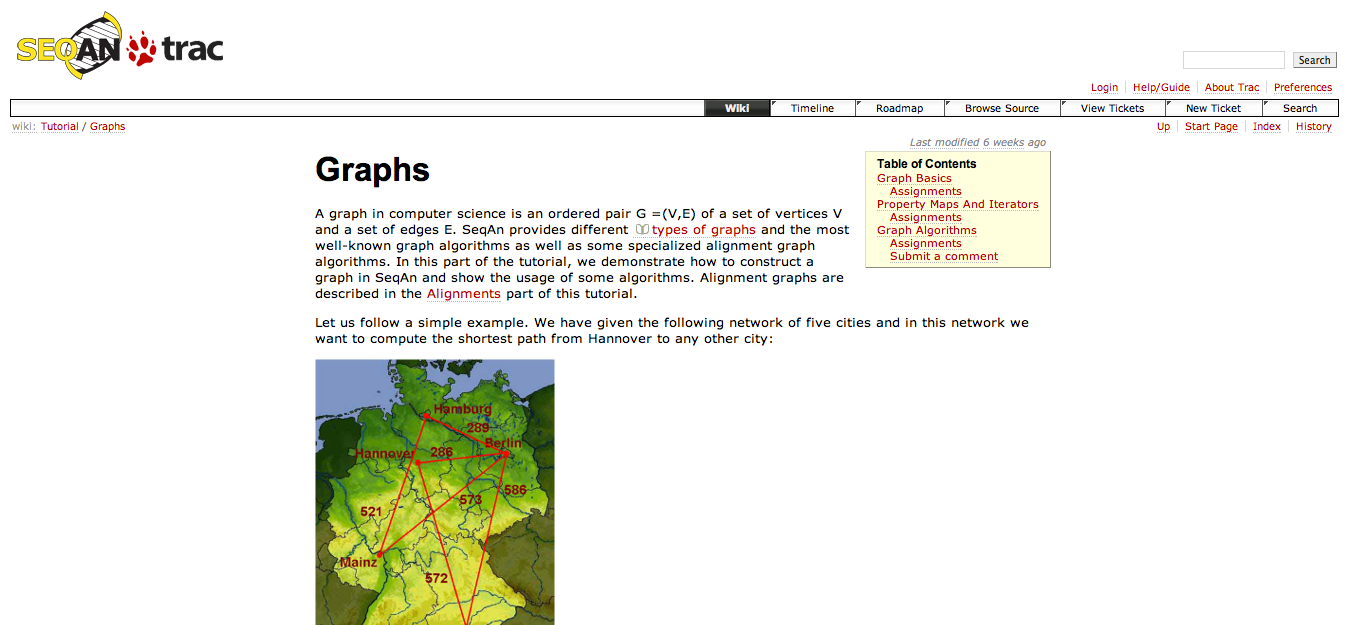 SEQAN trac
Search
Login Help/Guide About Trac Preferences
Wiki Timeline Roadmap Browse Source View Tickets New Ticket Search
wiki: Tutorial / Graphs
Up Start Page Index History
Last modified 6 weeks ago
Graphs
Table of Contents
Graph Basics
Assignments
Property Maps And Iterators
Assignments
Graph Algorithms
Assignments
Submit a comment
A graph in computer science is an ordered pair G =(V,E) of a set of vertices V
and a set of edges E. SeqAn provides different types of graphs and the most
well-known graph algorithms as well as some specialized alignment graph
algorithms. In this part of the tutorial, we demonstrate how to construct a
graph in SeqAn and show the usage of some algorithms. Alignment graphs are
described in the Alignments part of this tutorial.
Let us follow a simple example. We have given the following network of five cities and in this network we
want to compute the shortest path from Hannover to any other city:
Hamburg
289
Berlin
Hannover 286
586
573
521
Mainz
572